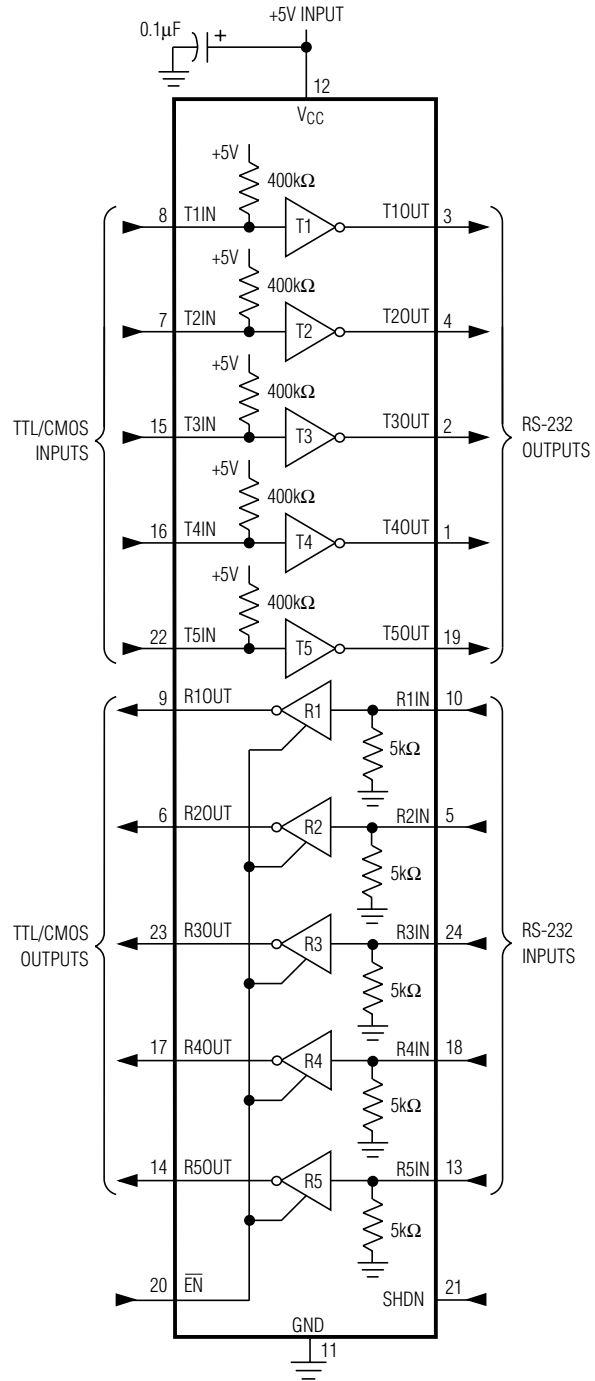 +5V INPUT
0.1μF +
12
VCC
+5V
400kΩ
8 T1IN T1 T1OUT 3
+5V
400kΩ
7 T2IN T2 T2OUT 4
+5V
400kΩ
15 T3IN T3 T3OUT 2
+5V
400kΩ
16 T4IN T4 T4OUT 1
+5V
400kΩ
22 T5IN T5 T5OUT 19
TTL/CMOS
INPUTS
RS-232
OUTPUTS
9 R1OUT R1 R1IN 10
5kΩ
6 R2OUT R2 R2IN 5
5kΩ
23 R3OUT R3 R3IN 24
5kΩ
17 R4OUT R4 R4IN 18
5kΩ
14 R5OUT R5 R5IN 13
5kΩ
TTL/CMOS
OUTPUTS
RS-232
INPUTS
20 E̅N̅ SHDN 21
GND
11